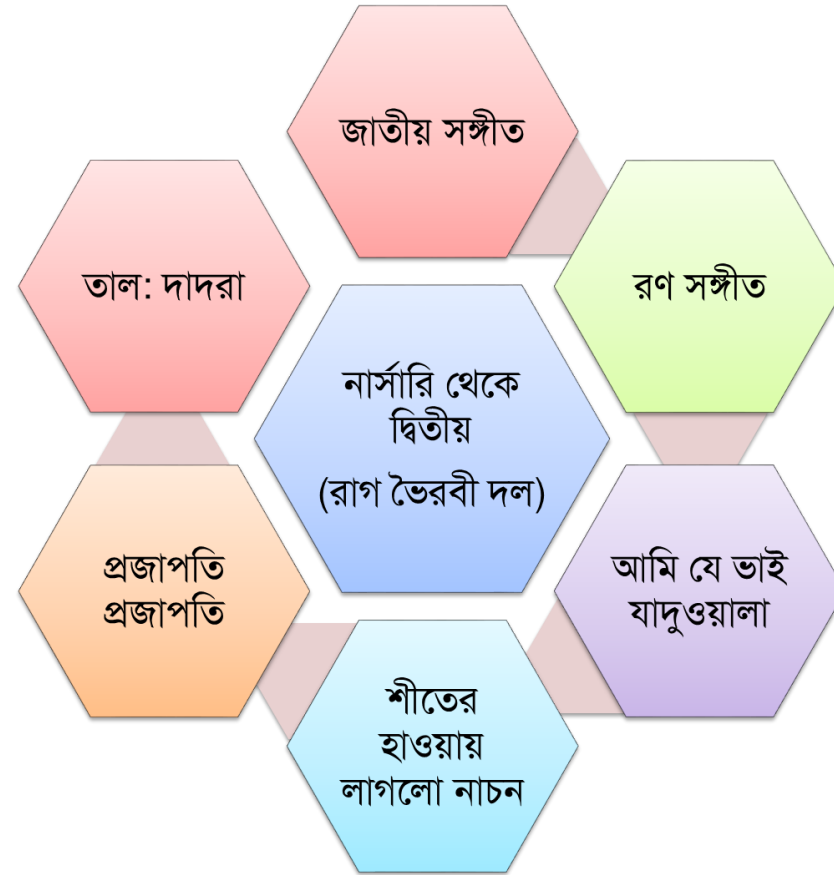 জাতীয় সঙ্গীত
তাল: দাদরা
রণ সঙ্গীত
নার্সারি থেকে
দ্বিতীয়
(রাগ ভৈরবী দল)
প্রজাপতি
প্রজাপতি
আমি যে ভাই
যাদুওয়ালা
শীতের
হাওয়ায়
লাগলো নাচন